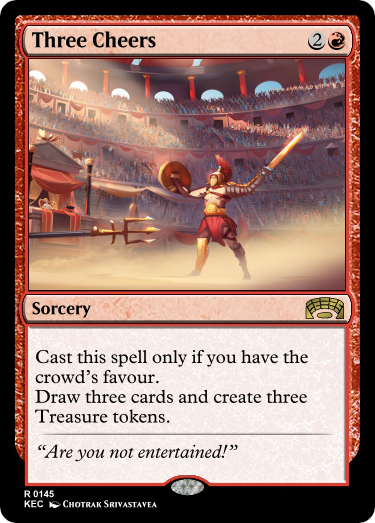 Three Cheers 2
Sorcery
Cast this spell only if you have the
crowd's favour.
Draw three cards and create three
Treasure tokens.
“Are you not entertained!”
R 0145
KEC Chotrak Srivastavea